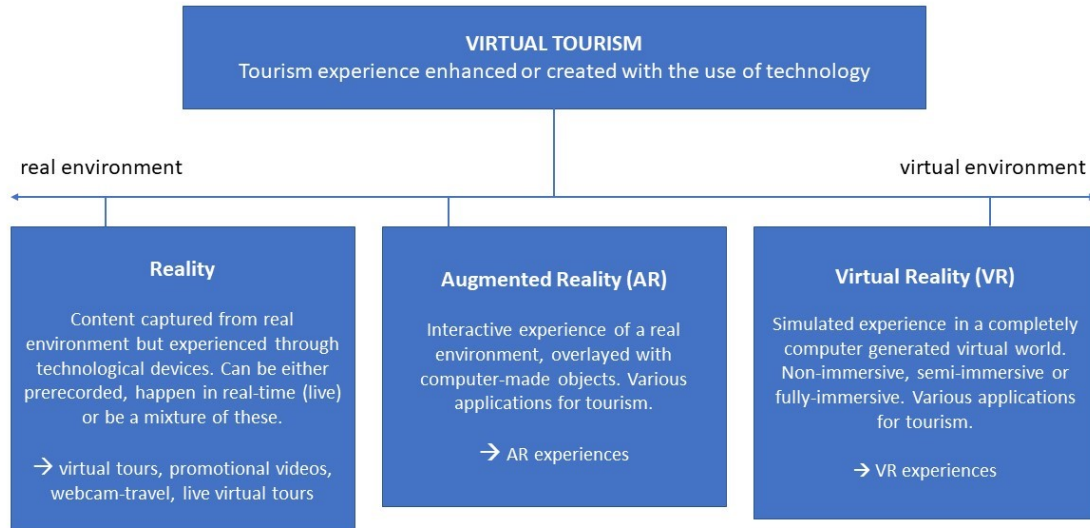 VIRTUAL TOURISM
Tourism experience enhanced or created with the use of technology
real environment
virtual environment
Reality
Content captured from real
environment but experienced through
technological devices. Can be either
prerecorded, happen in real-time (live)
or be a mixture of these.
→ virtual tours, promotional videos,
webcam-travel, live virtual tours
Augmented Reality (AR)
Interactive experience of a real
environment, overlayed with
computer-made objects. Various
applications for tourism.
→ AR experiences
Virtual Reality (VR)
Simulated experience in a completely
computer generated virtual world.
Non-immersive, semi-immersive or
fully-immersive. Various applications
for tourism.
→ VR experiences